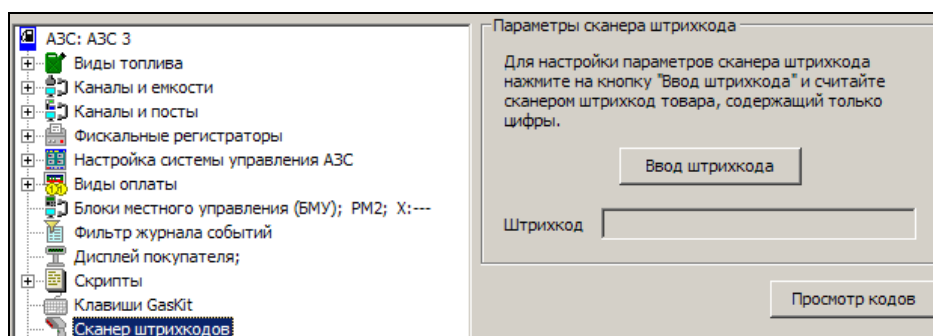 АЗС: АЗС 3
Виды топлива
Каналы и емкости
Каналы и посты
Фискальные регистраторы
Настройка системы управления АЗС
Виды оплаты
Блоки местного управления (БМУ); РМ2; X:---
Фильтр журнала событий
Дисплей покупателя;
Скрипты
Клавиши GasKit
Сканер штрихкодов
Параметры сканера штрихкода
Для настройки параметров сканера штрихкода
нажмите на кнопку "Ввод штрихкода" и считайте
сканером штрихкод товара, содержащий только
цифры.
Ввод штрихкода
Штрихкод
Просмотр кодов